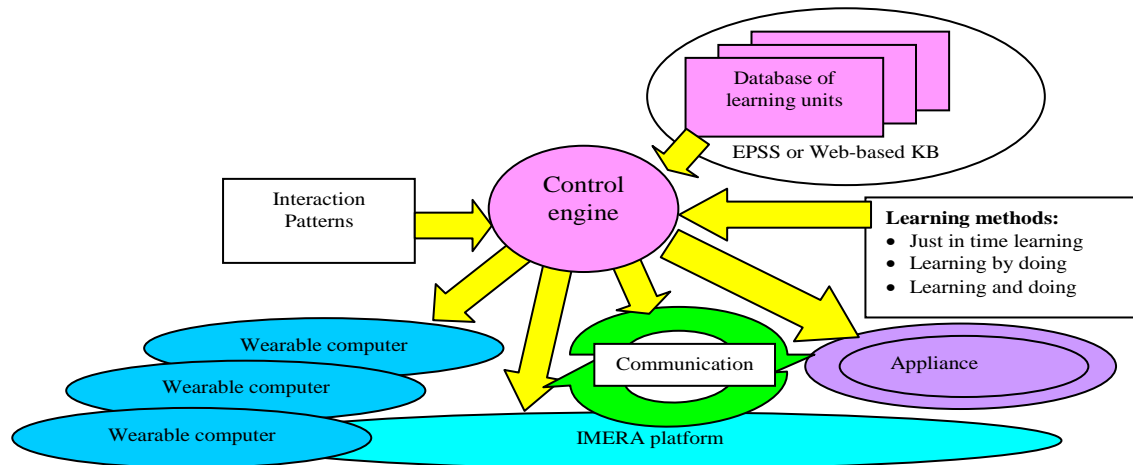 Database of
learning units
EPSS or Web-based KB
Control
engine
Interaction
Patterns
Learning methods:
• Just in time learning
• Learning by doing
• Learning and doing
Wearable computer
Communication
Appliance
Wearable computer
Wearable computer
IMERA platform